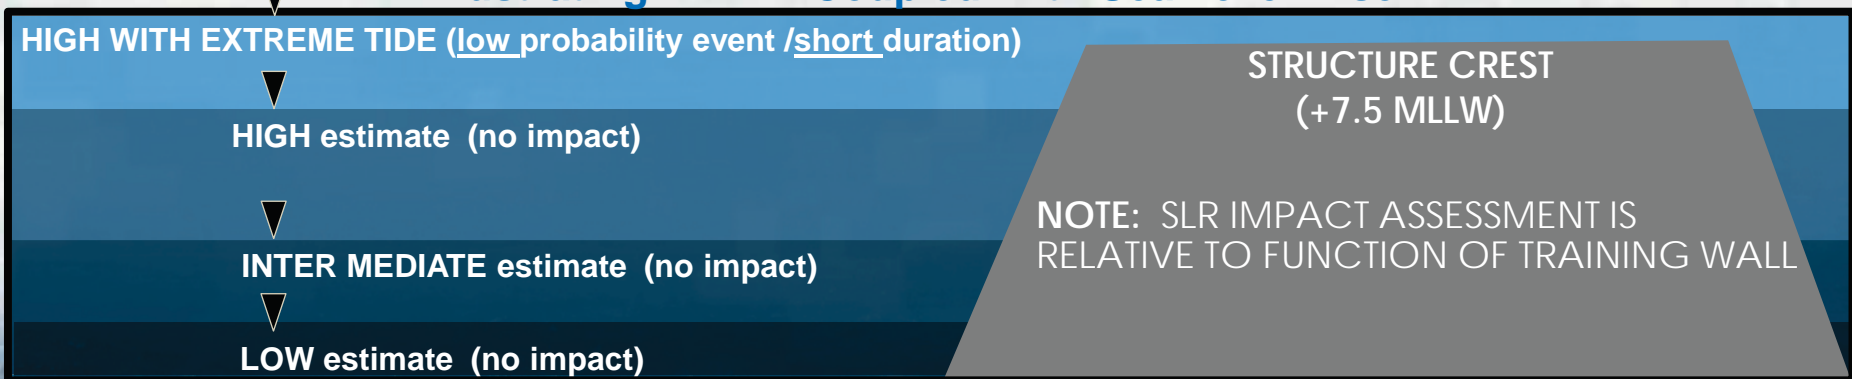 HIGH WITH EXTREME TIDE (low probability event /short duration)
STRUCTURE CREST
(+7.5 MLLW)
HIGH estimate (no impact)
NOTE: SLR IMPACT ASSESSMENT IS
RELATIVE TO FUNCTION OF TRAINING WALL
INTER MEDIATE estimate (no impact)
LOW estimate (no impact)